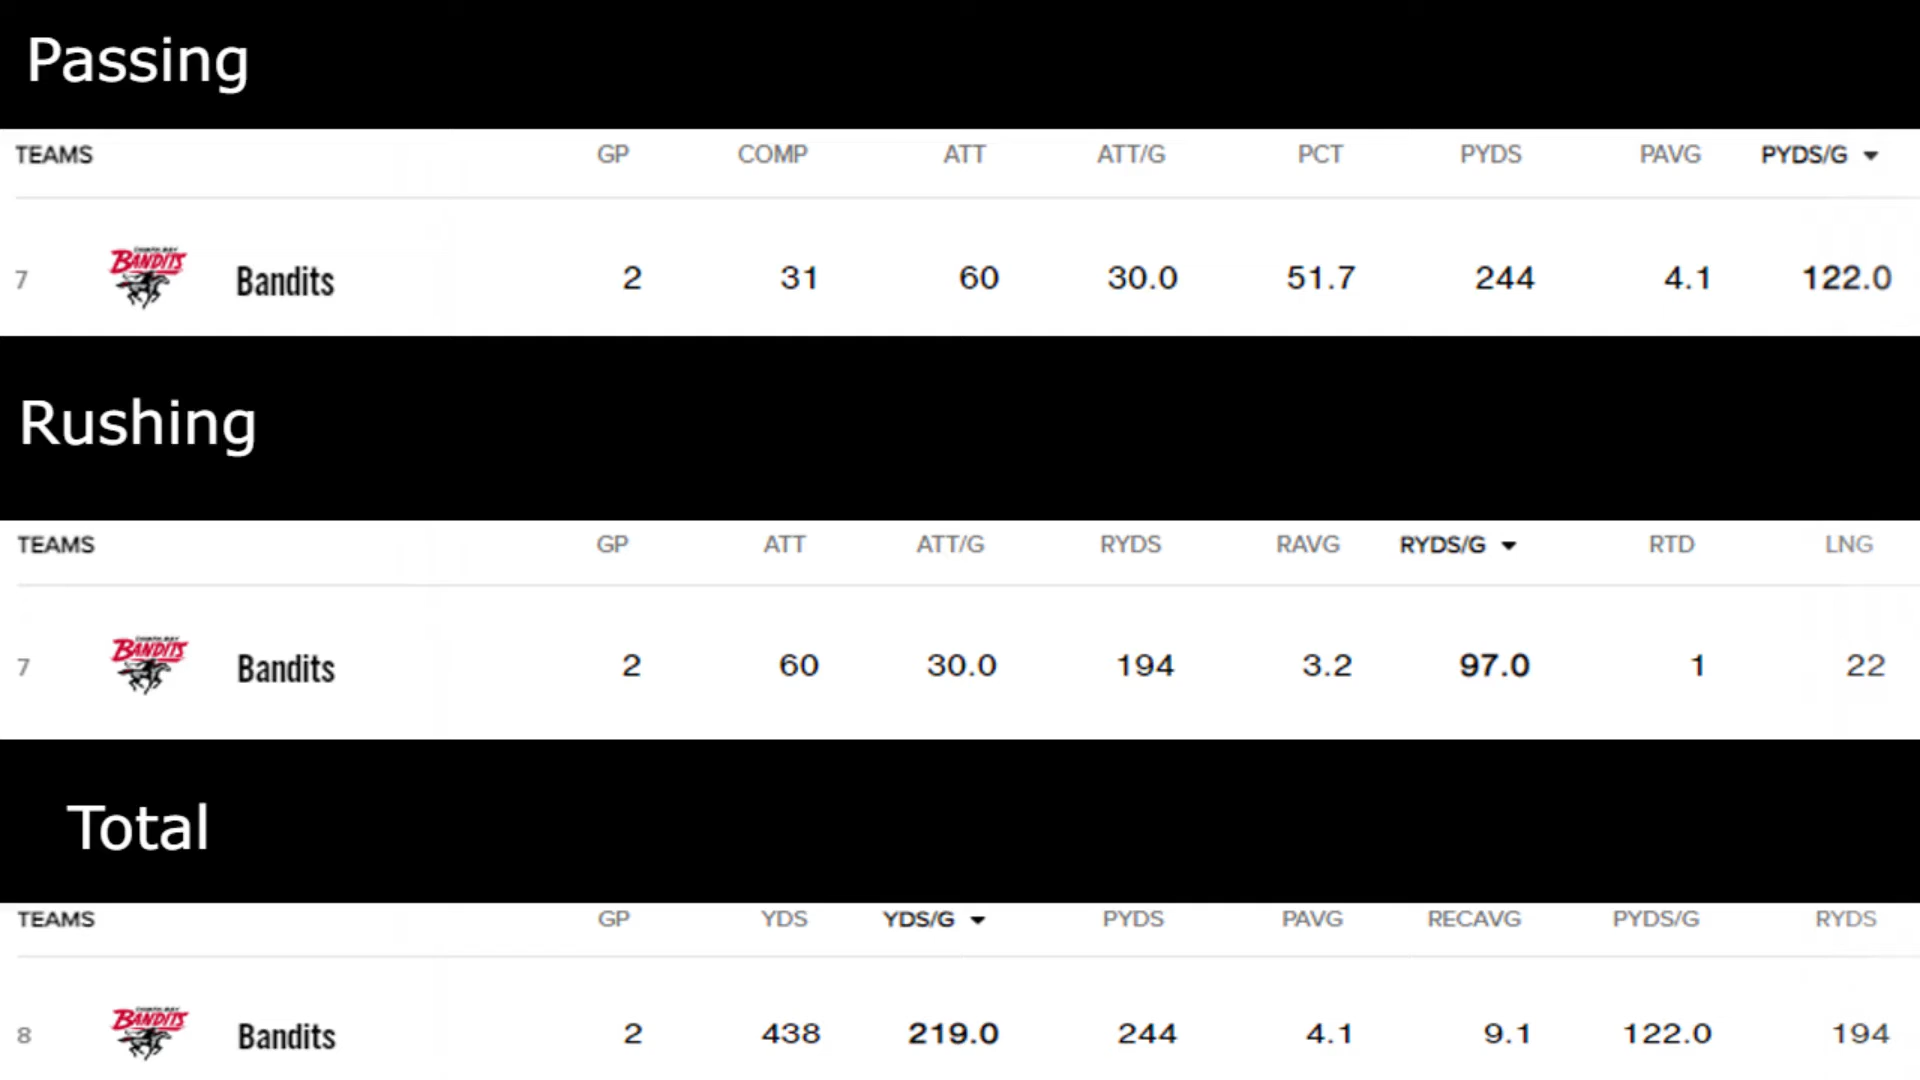 Passing
TEAMS GP COMP ATT ATT/G PCT PYDS PAVG PYDS/G
7 BANDITS Bandits 2 31 60 30.0 51.7 244 4.1 122.0
Rushing
TEAMS GP ATT ATT/G RYDS RAVG RYDS/G RTD LNG
7 BANDITS Bandits 2 60 30.0 194 3.2 97.0 1 22
Total
TEAMS GP YDS YDS/G PYDS PAVG RECAVG PYDS/G RYDS
8 BANDITS Bandits 2 438 219.0 244 4.1 9.1 122.0 194